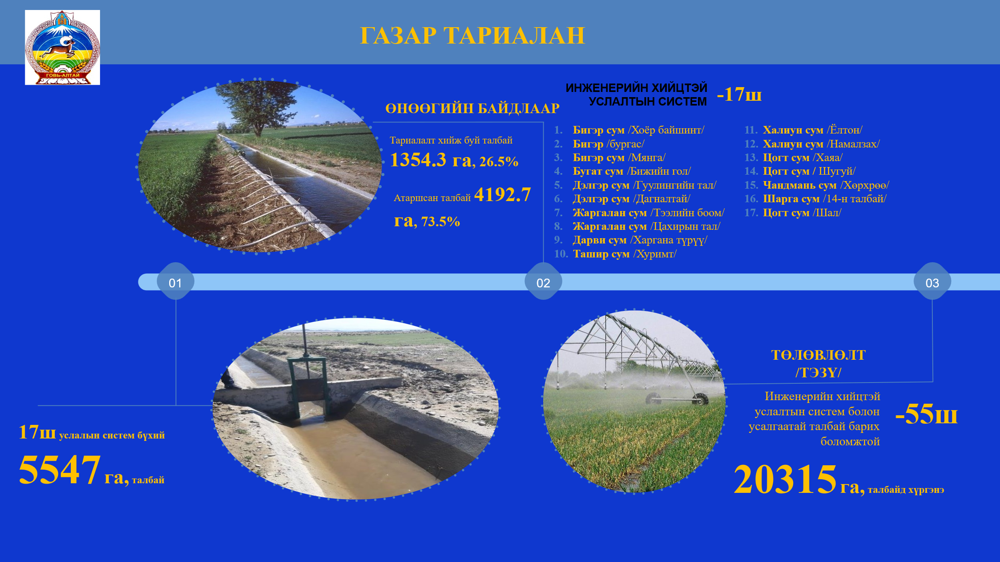 ГАЗАР ТАРИАЛАН
ГОВЬ-АЛТАЙ
ӨНӨӨГИЙН БАЙДЛААР
Тариалалт хийж буй талбай
1354.3 га, 26.5%
Атаршсан талбай 4192.7
га, 73.5%
ИНЖЕНЕРИЙН ХИЙЦТЭЙ
УСЛАЛТЫН СИСТЕМ
-17ш
1. Бигэр сум /Хоёр байшинт/
2. Бигэр /бургас/
3. Бигэр сум /Мянга/
4. Бугат сум /Бижийн гол/
5. Дэлгэр сум /Гуулингийн тал/
6. Дэлгэр сум /Дагналтай/
7. Жаргалан сум /Тээлийн боом/
8. Жаргалан сум /Цахирын тал/
9. Дарви сум /Харгана түрүү/
10. Ташир сум /Хуримт/
11. Халиун сум /Ёлтон/
12. Халиун сум /Намалзах/
13. Цогт сум /Хаяа/
14. Цогт сум / Шугуй/
15. Чандмань сум /Хөрхрөө/
16. Шарга сум /14-н талбай/
17. Цогт сум /Шал/
01
02
03
17ш услалын систем бүхий
5547 га, талбай
ТӨЛӨВЛӨЛТ
/ТЭЗҮ/
Инженерийн хийцтэй
услалтын систем болон
усалгаатай талбай барих
боломжтой
-55ш
20315 га, талбайд хүргэнэ